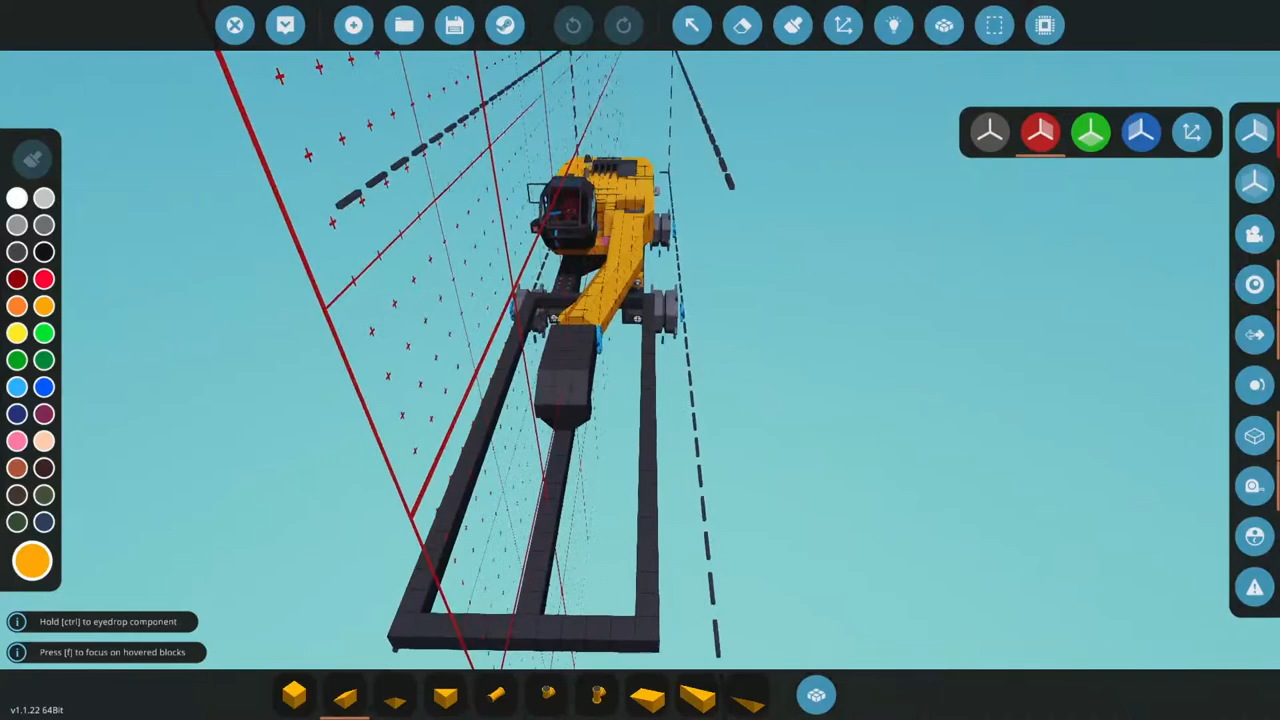 Hold [ctrl] to eyedrop component
Press [f] to focus on hovered blocks
v1.1.22 64Bit